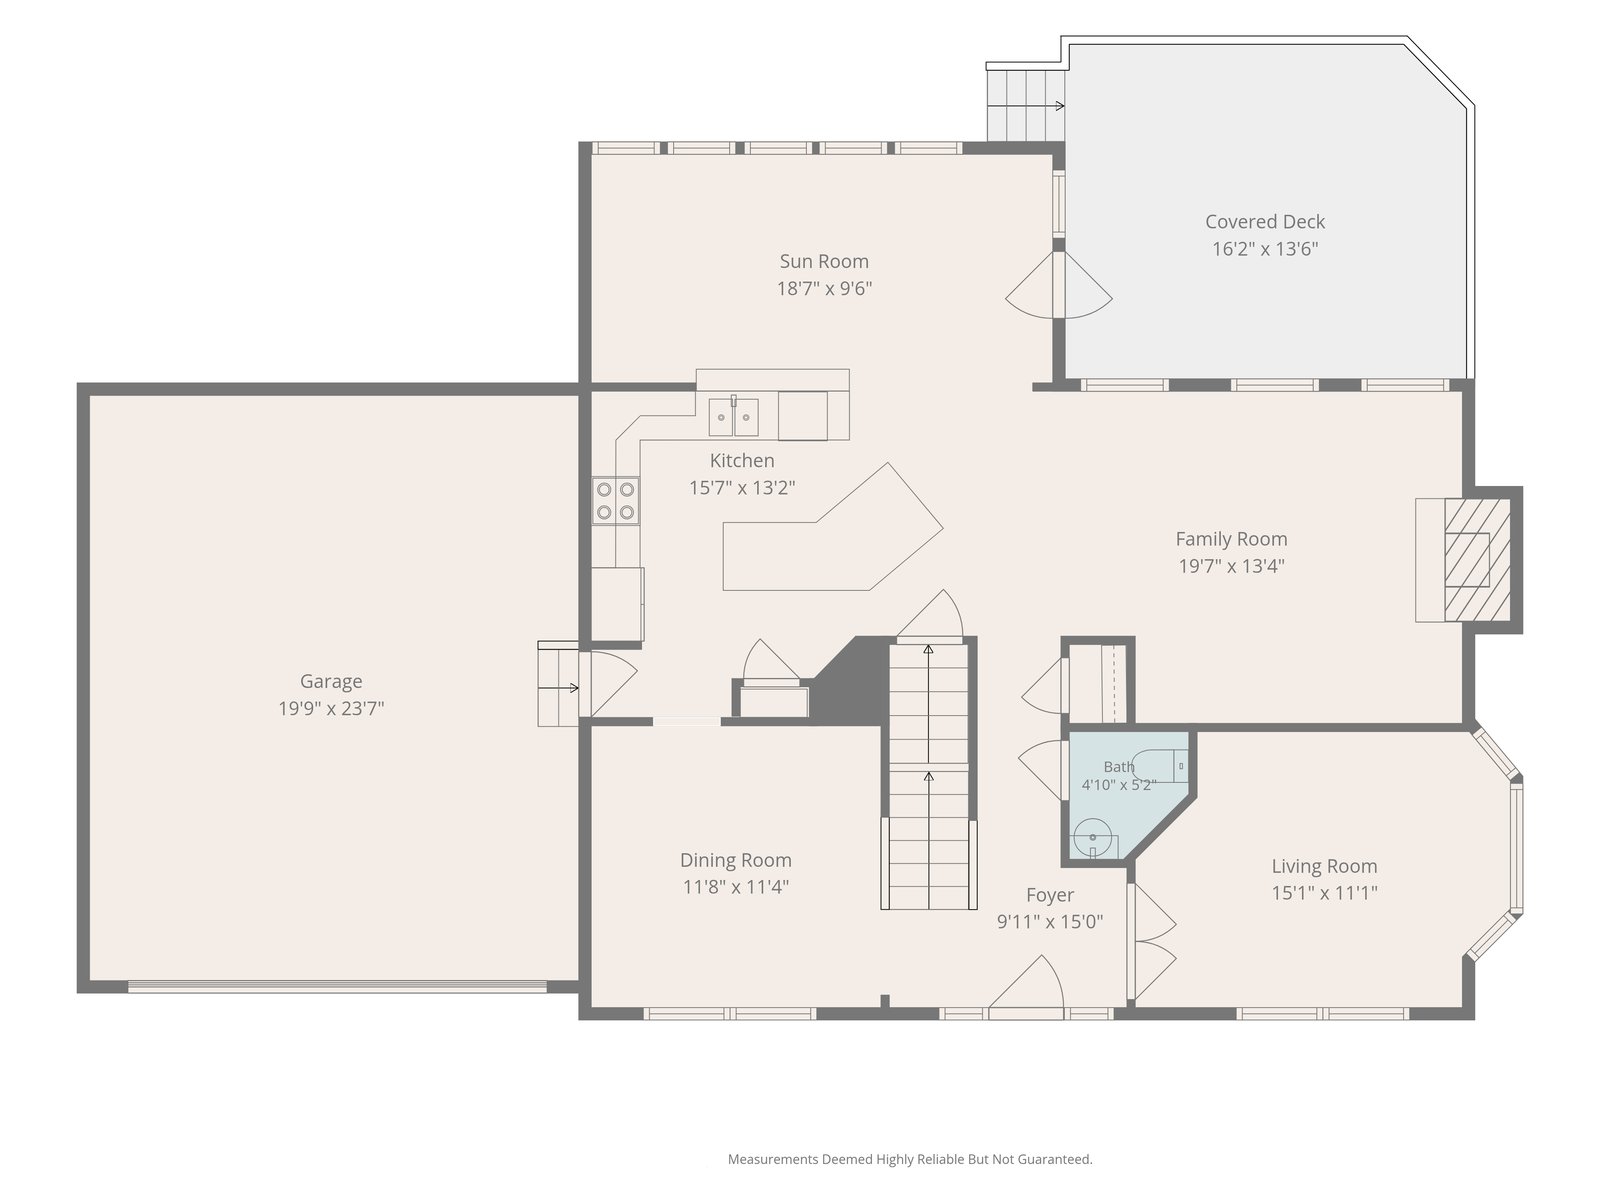 Covered Deck
16'2" x 13'6"
Sun Room
18'7" x 9'6"
Kitchen
15'7" x 13'2"
Family Room
19'7" x 13'4"
Garage
19'9" x 23'7"
Bath
4'10" x 5'2"
Dining Room
11'8" x 11'4"
Living Room
15'1" x 11'1"
Foyer
9'11" x 15'0"
Measurements Deemed Highly Reliable But Not Guaranteed.